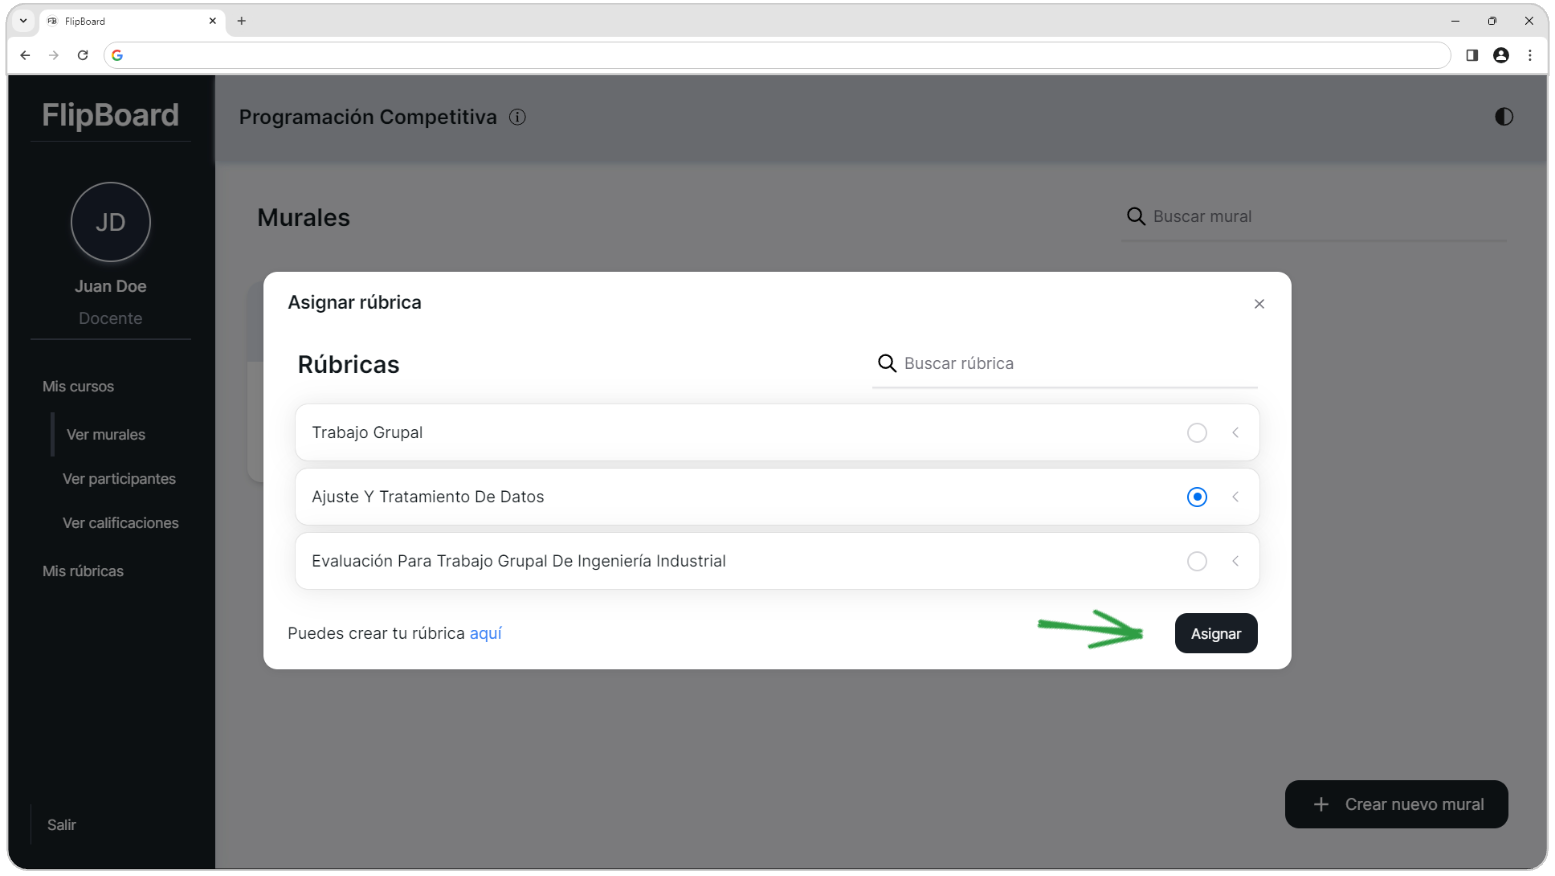 FlipBoard
FlipBoard
Programación Competitiva
JD
Juan Doe
Docente
Mis cursos
Ver murales
Ver participantes
Ver calificaciones
Mis rúbricas
Salir
Murales
Buscar mural
Asignar rúbrica
Rúbricas
Buscar rúbrica
Trabajo Grupal
Ajuste Y Tratamiento De Datos
Evaluación Para Trabajo Grupal De Ingeniería Industrial
Puedes crear tu rúbrica aquí
Asignar
Crear nuevo mural